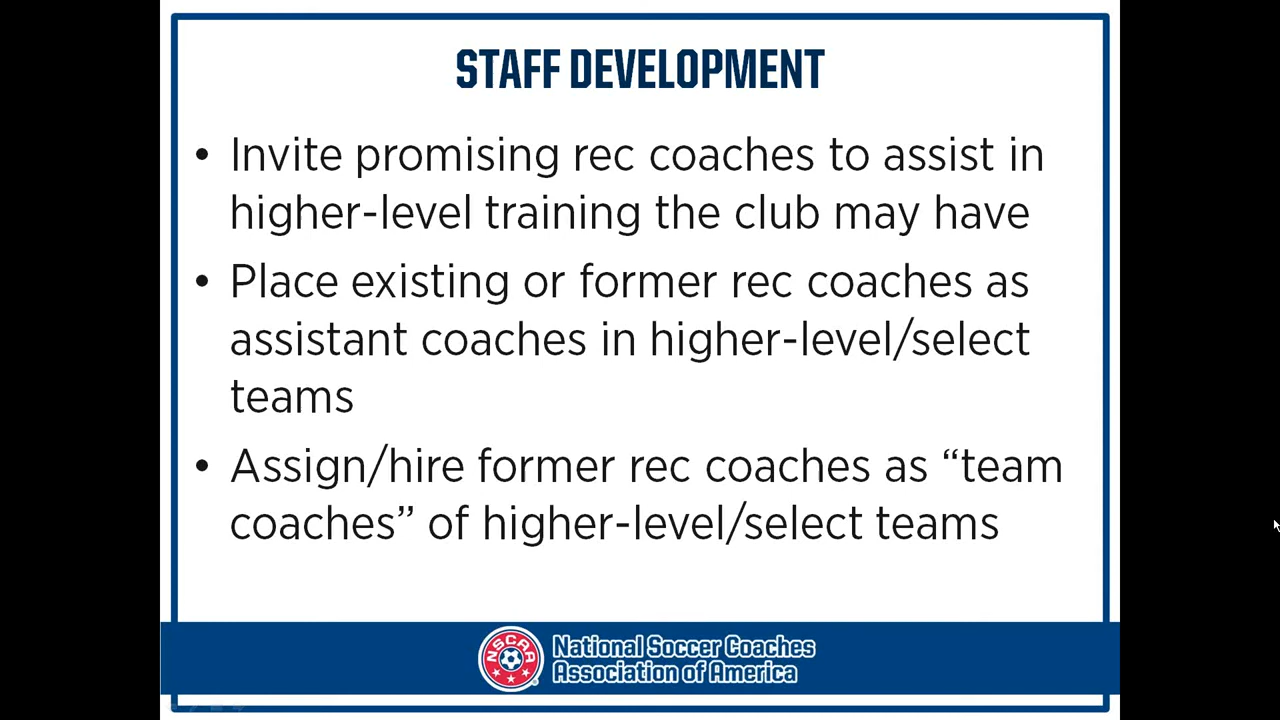 STAFF DEVELOPMENT
• Invite promising rec coaches to assist in
higher-level training the club may have
• Place existing or former rec coaches as
assistant coaches in higher-level/select
teams
• Assign/hire former rec coaches as “team
coaches” of higher-level/select teams
NSCAA
National Soccer Coaches
Association of America